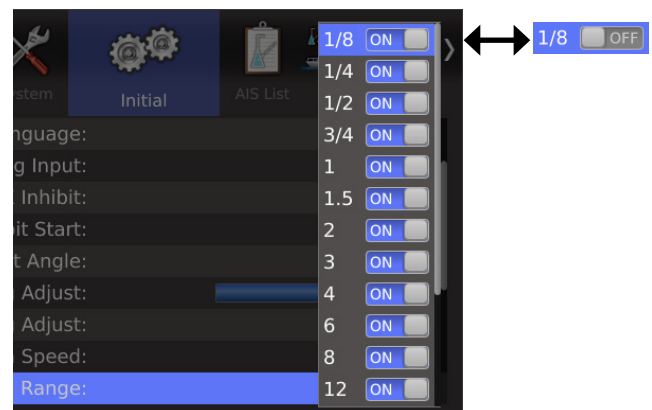 1/8 ON
1/8 OFF
1/4 ON
stem
Initial
AIS List
1/2 ON
nguage:
3/4 ON
g Input:
1 ON
Inhibit:
1.5 ON
it Start:
2 ON
t Angle:
3 ON
Adjust:
4 ON
Adjust:
6 ON
Speed:
8 ON
Range:
12 ON